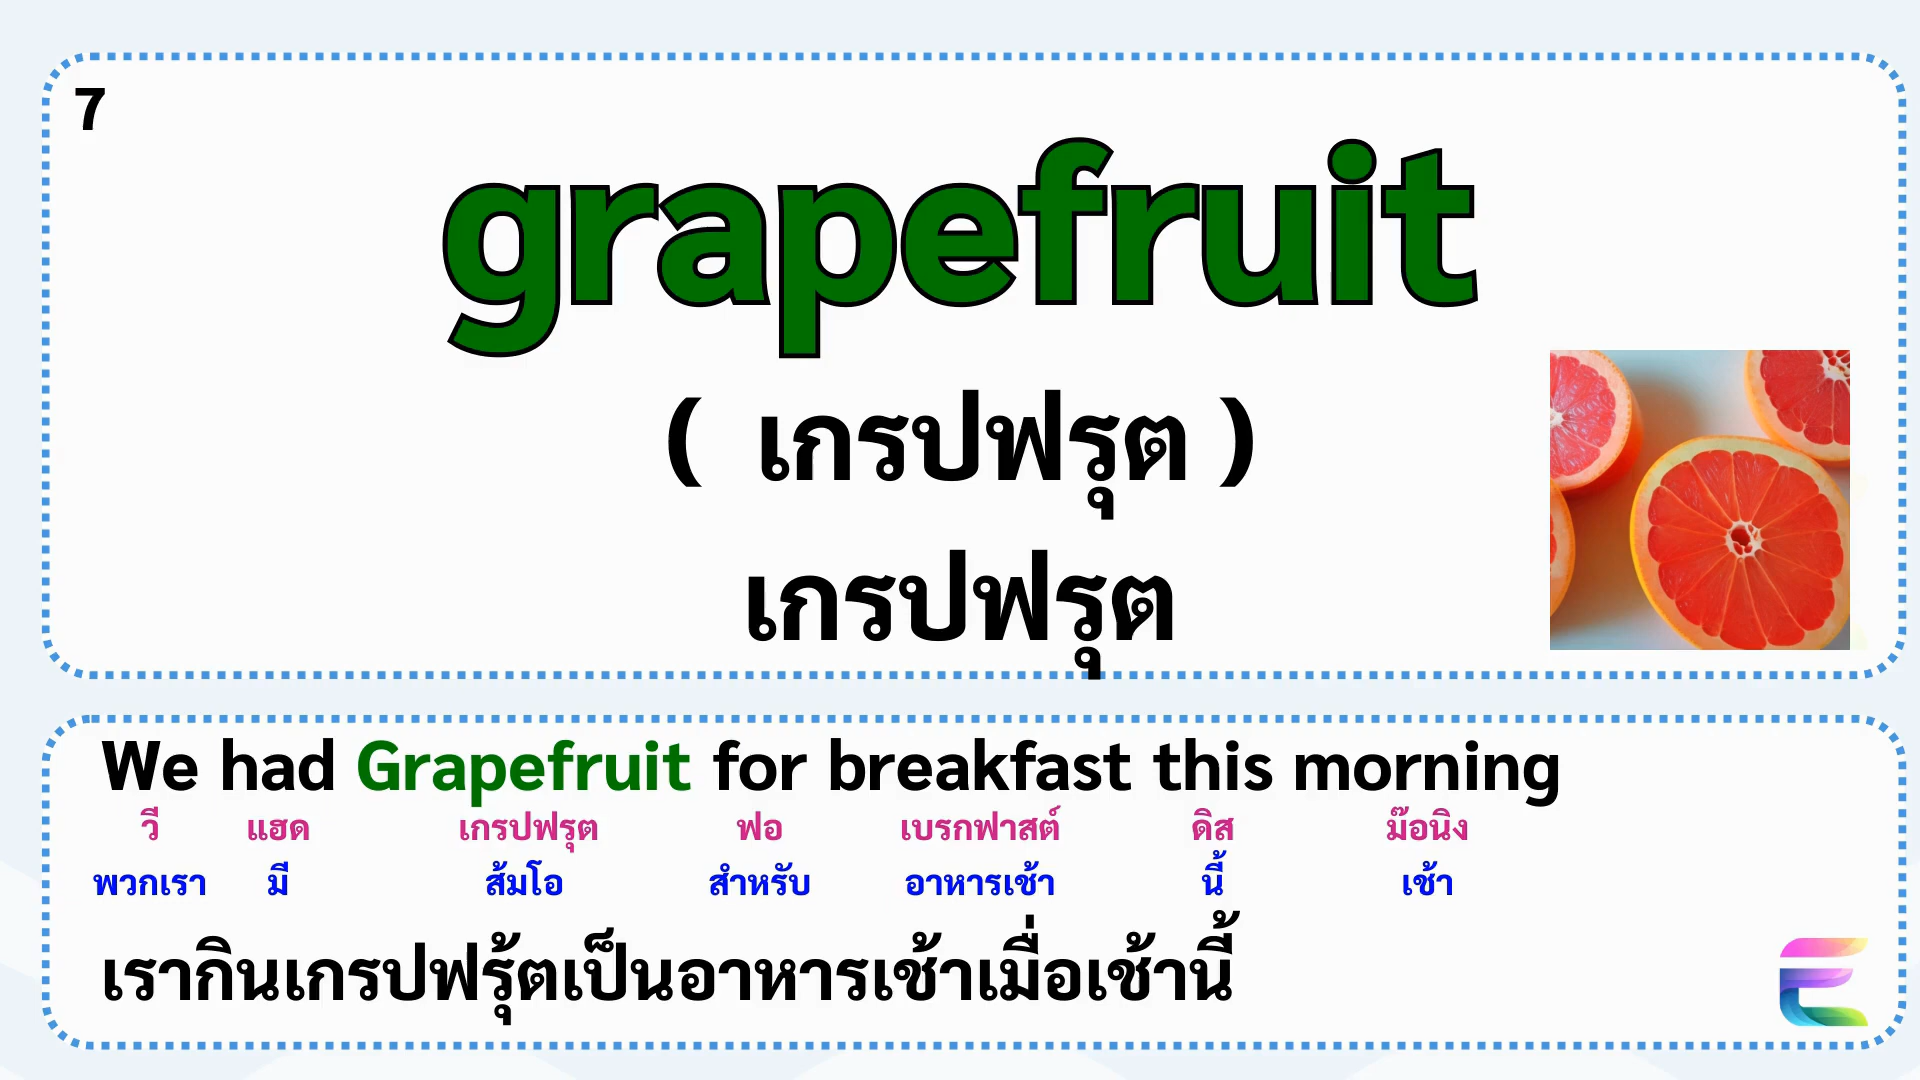 7
grapefruit
( เกรปฟรุต )
เกรปฟรุต
We had Grapefruit for breakfast this morning
วี แฮด เกรปฟรุต ฟอ เบรกฟาสต์ ดิส ม๊อนิง
พวกเรา มี ส้มโอ สำหรับ อาหารเช้า นี้ เช้า
เรากินเกรปฟรุ้ตเป็นอาหารเช้าเมื่อเช้านี้